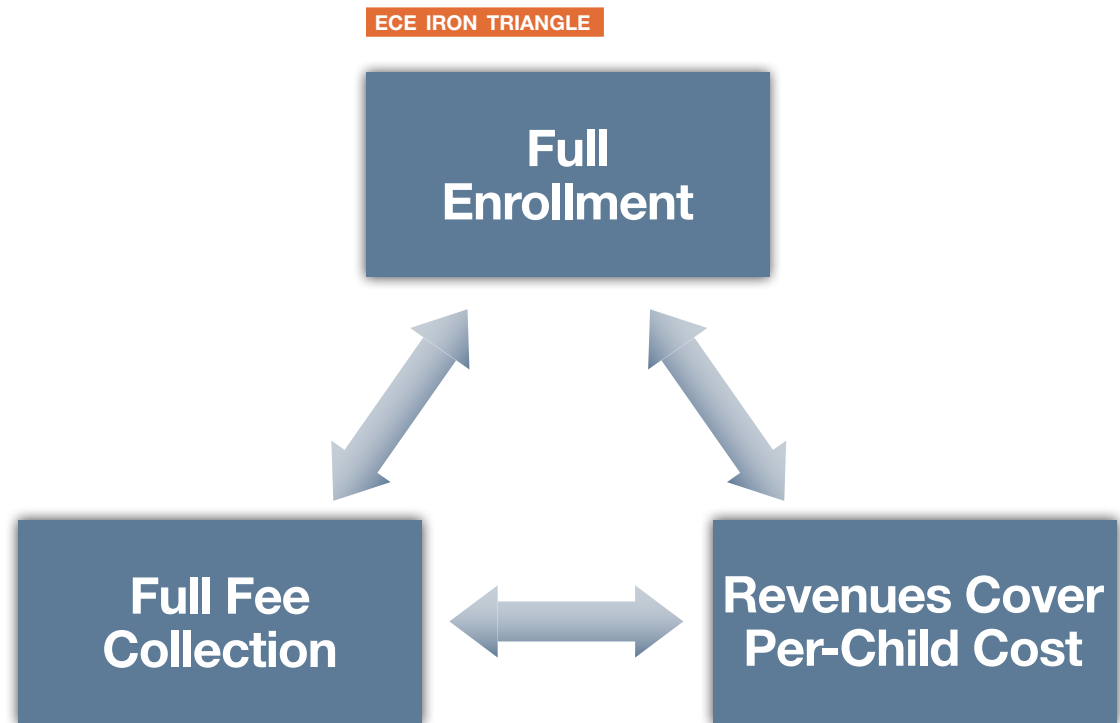 ECE IRON TRIANGLE
Full
Enrollment
Full Fee
Collection
Revenues Cover
Per-Child Cost